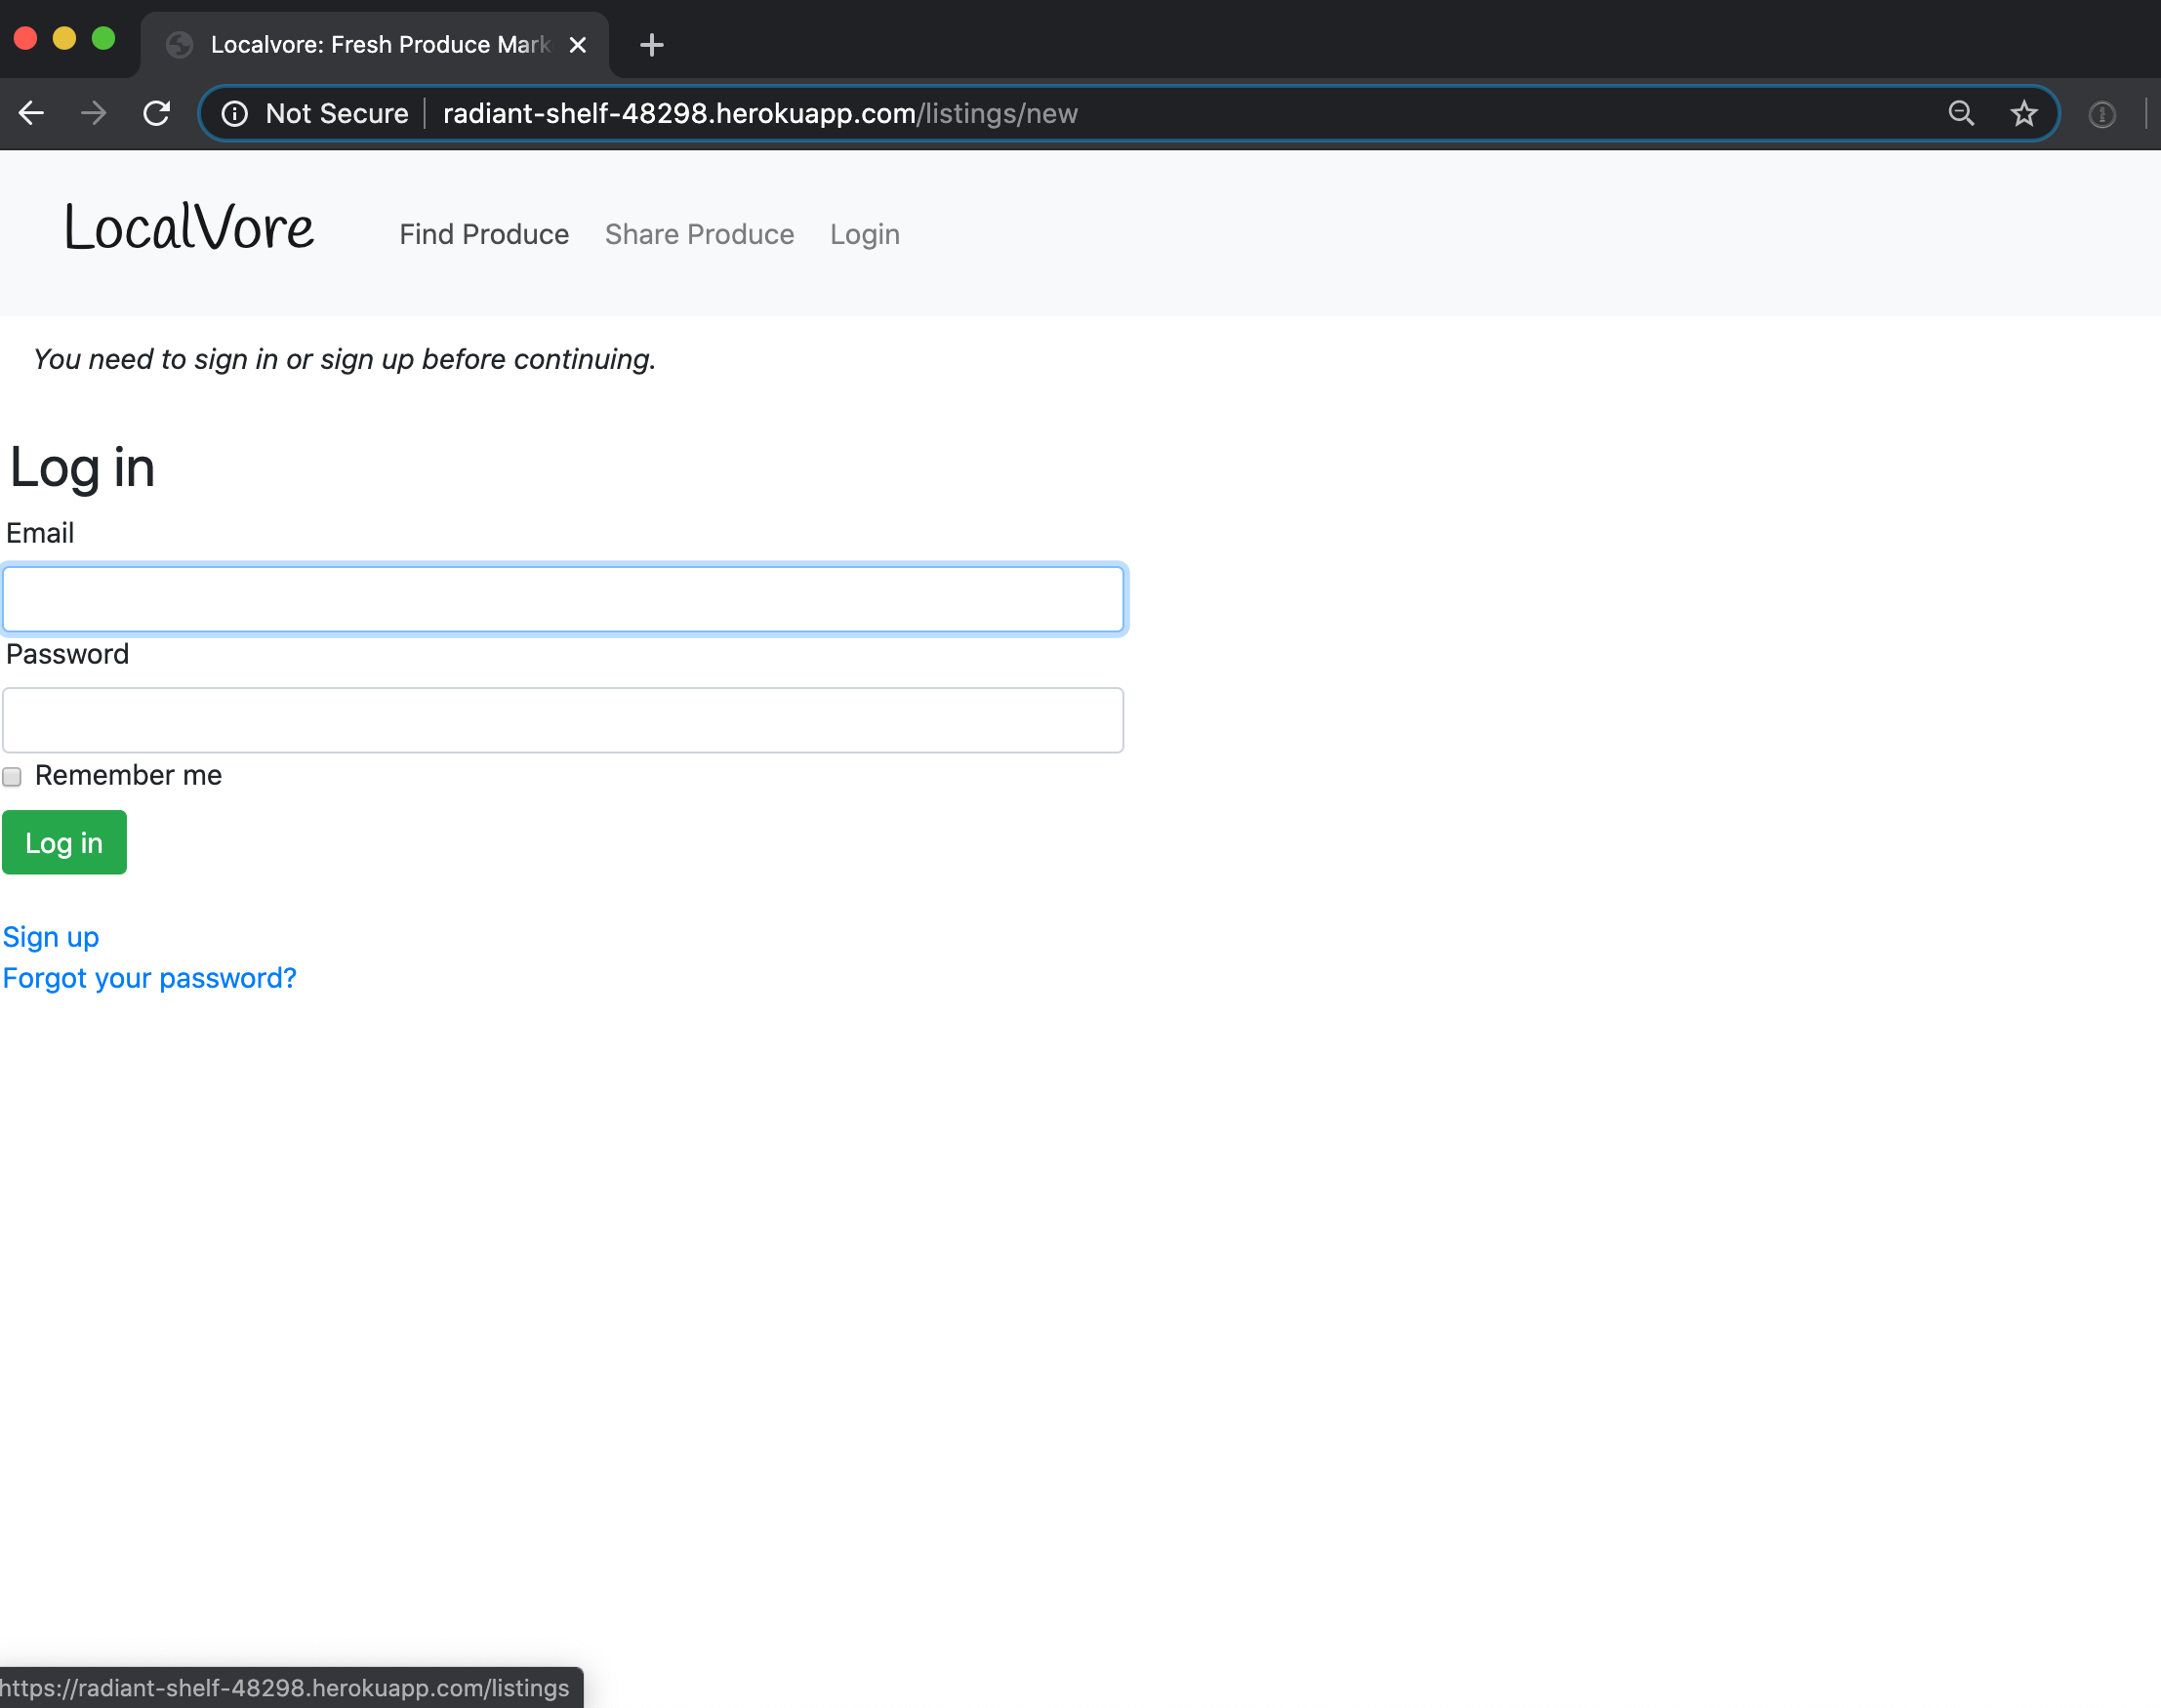 Localvore: Fresh Produce Mark
Not Secure radiant-shelf-48298.herokuapp.com/listings/new
LocalVore Find Produce Share Produce Login
You need to sign in or sign up before continuing.
Log in
Email
Password
Remember me
Log in
Sign up
Forgot your password?
https://radiant-shelf-48298.herokuapp.com/listings